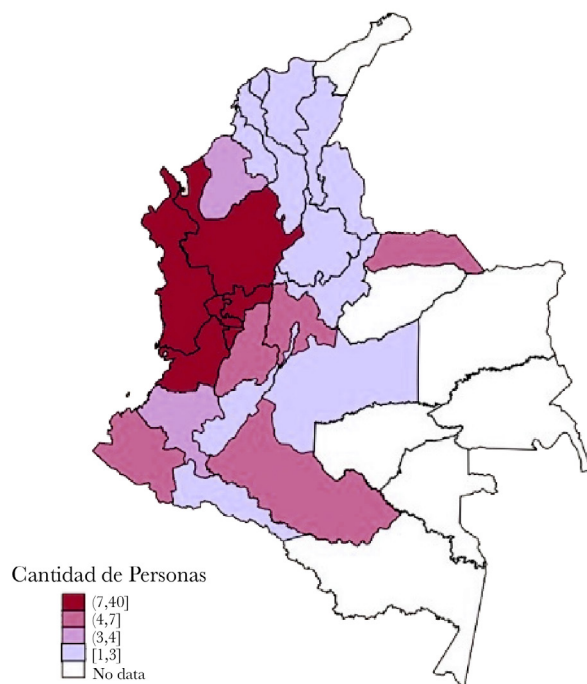 Cantidad de Personas
(7,40]
(4,7]
(3,4]
[1,3]
No data